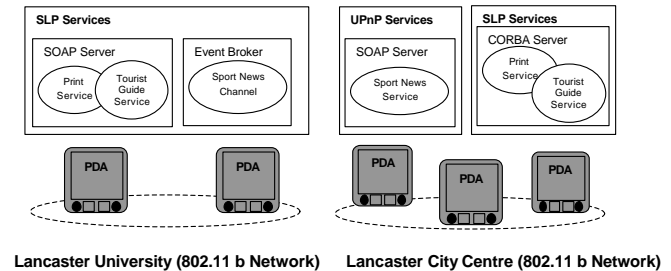 SLP Services
SOAP Server
Print
Service
Tourist
Guide
Service
Event Broker
Sport News
Channel
UPnP Services
SOAP Server
Sport News
Service
SLP Services
CORBA Server
Print
Service
Tourist
Guide
Service
PDA
PDA
PDA
PDA
PDA
Lancaster University (802.11 b Network)
Lancaster City Centre (802.11 b Network)